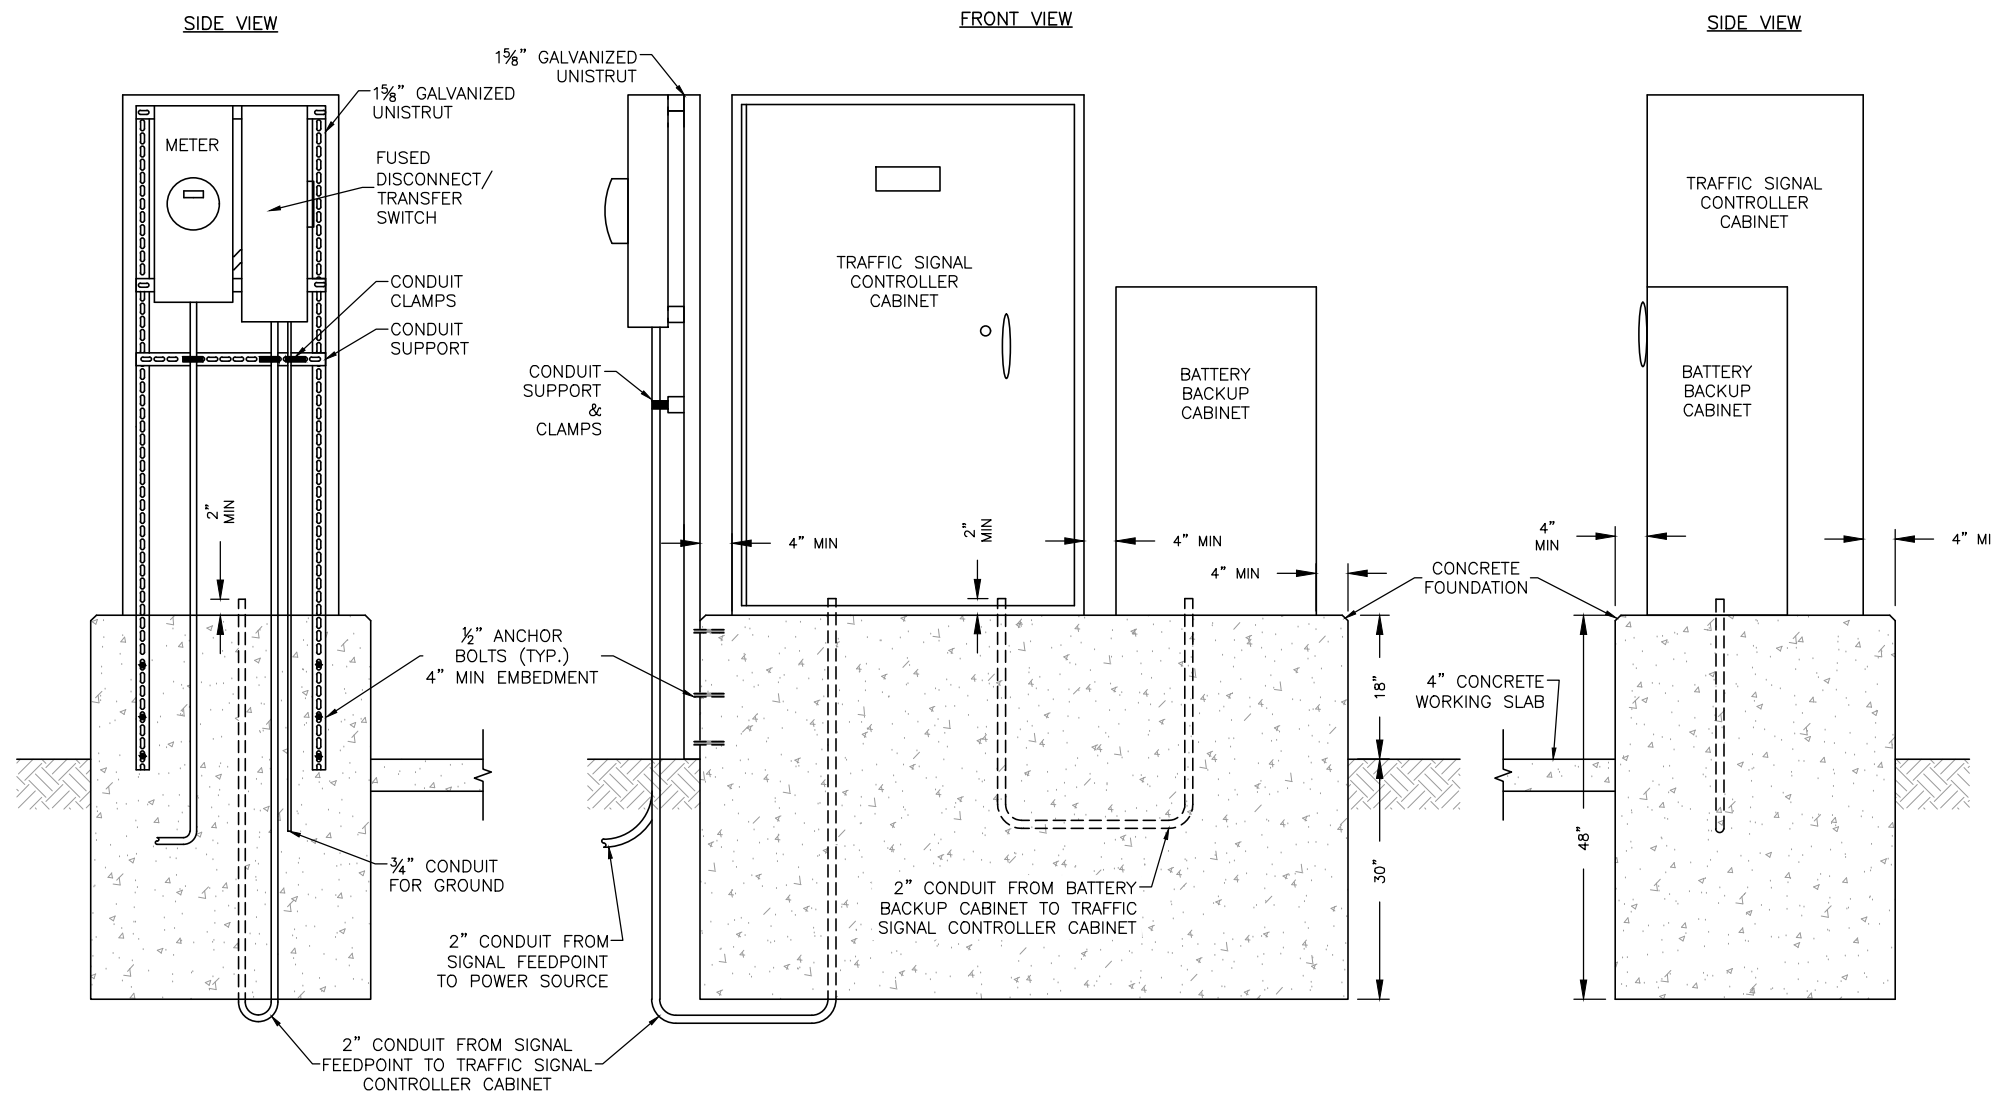 SIDE VIEW
1⅝" GALVANIZED
UNISTRUT
METER
FUSED
DISCONNECT/
TRANSFER
SWITCH
CONDUIT
CLAMPS
CONDUIT
SUPPORT
2"
MIN
½" ANCHOR
BOLTS (TYP.)
4" MIN EMBEDMENT
¾" CONDUIT
FOR GROUND
2" CONDUIT FROM SIGNAL
FEEDPOINT TO TRAFFIC SIGNAL
CONTROLLER CABINET
FRONT VIEW
1⅝" GALVANIZED
UNISTRUT
TRAFFIC SIGNAL
CONTROLLER
CABINET
CONDUIT
SUPPORT
&
CLAMPS
BATTERY
BACKUP
CABINET
4" MIN
2"
MIN
4" MIN
4" MIN
CONCRETE
FOUNDATION
18"
30"
2" CONDUIT FROM BATTERY
BACKUP CABINET TO TRAFFIC
SIGNAL CONTROLLER CABINET
2" CONDUIT FROM
SIGNAL FEEDPOINT
TO POWER SOURCE
SIDE VIEW
TRAFFIC SIGNAL
CONTROLLER
CABINET
BATTERY
BACKUP
CABINET
4"
MIN
4" MI
4" CONCRETE
WORKING SLAB
48"